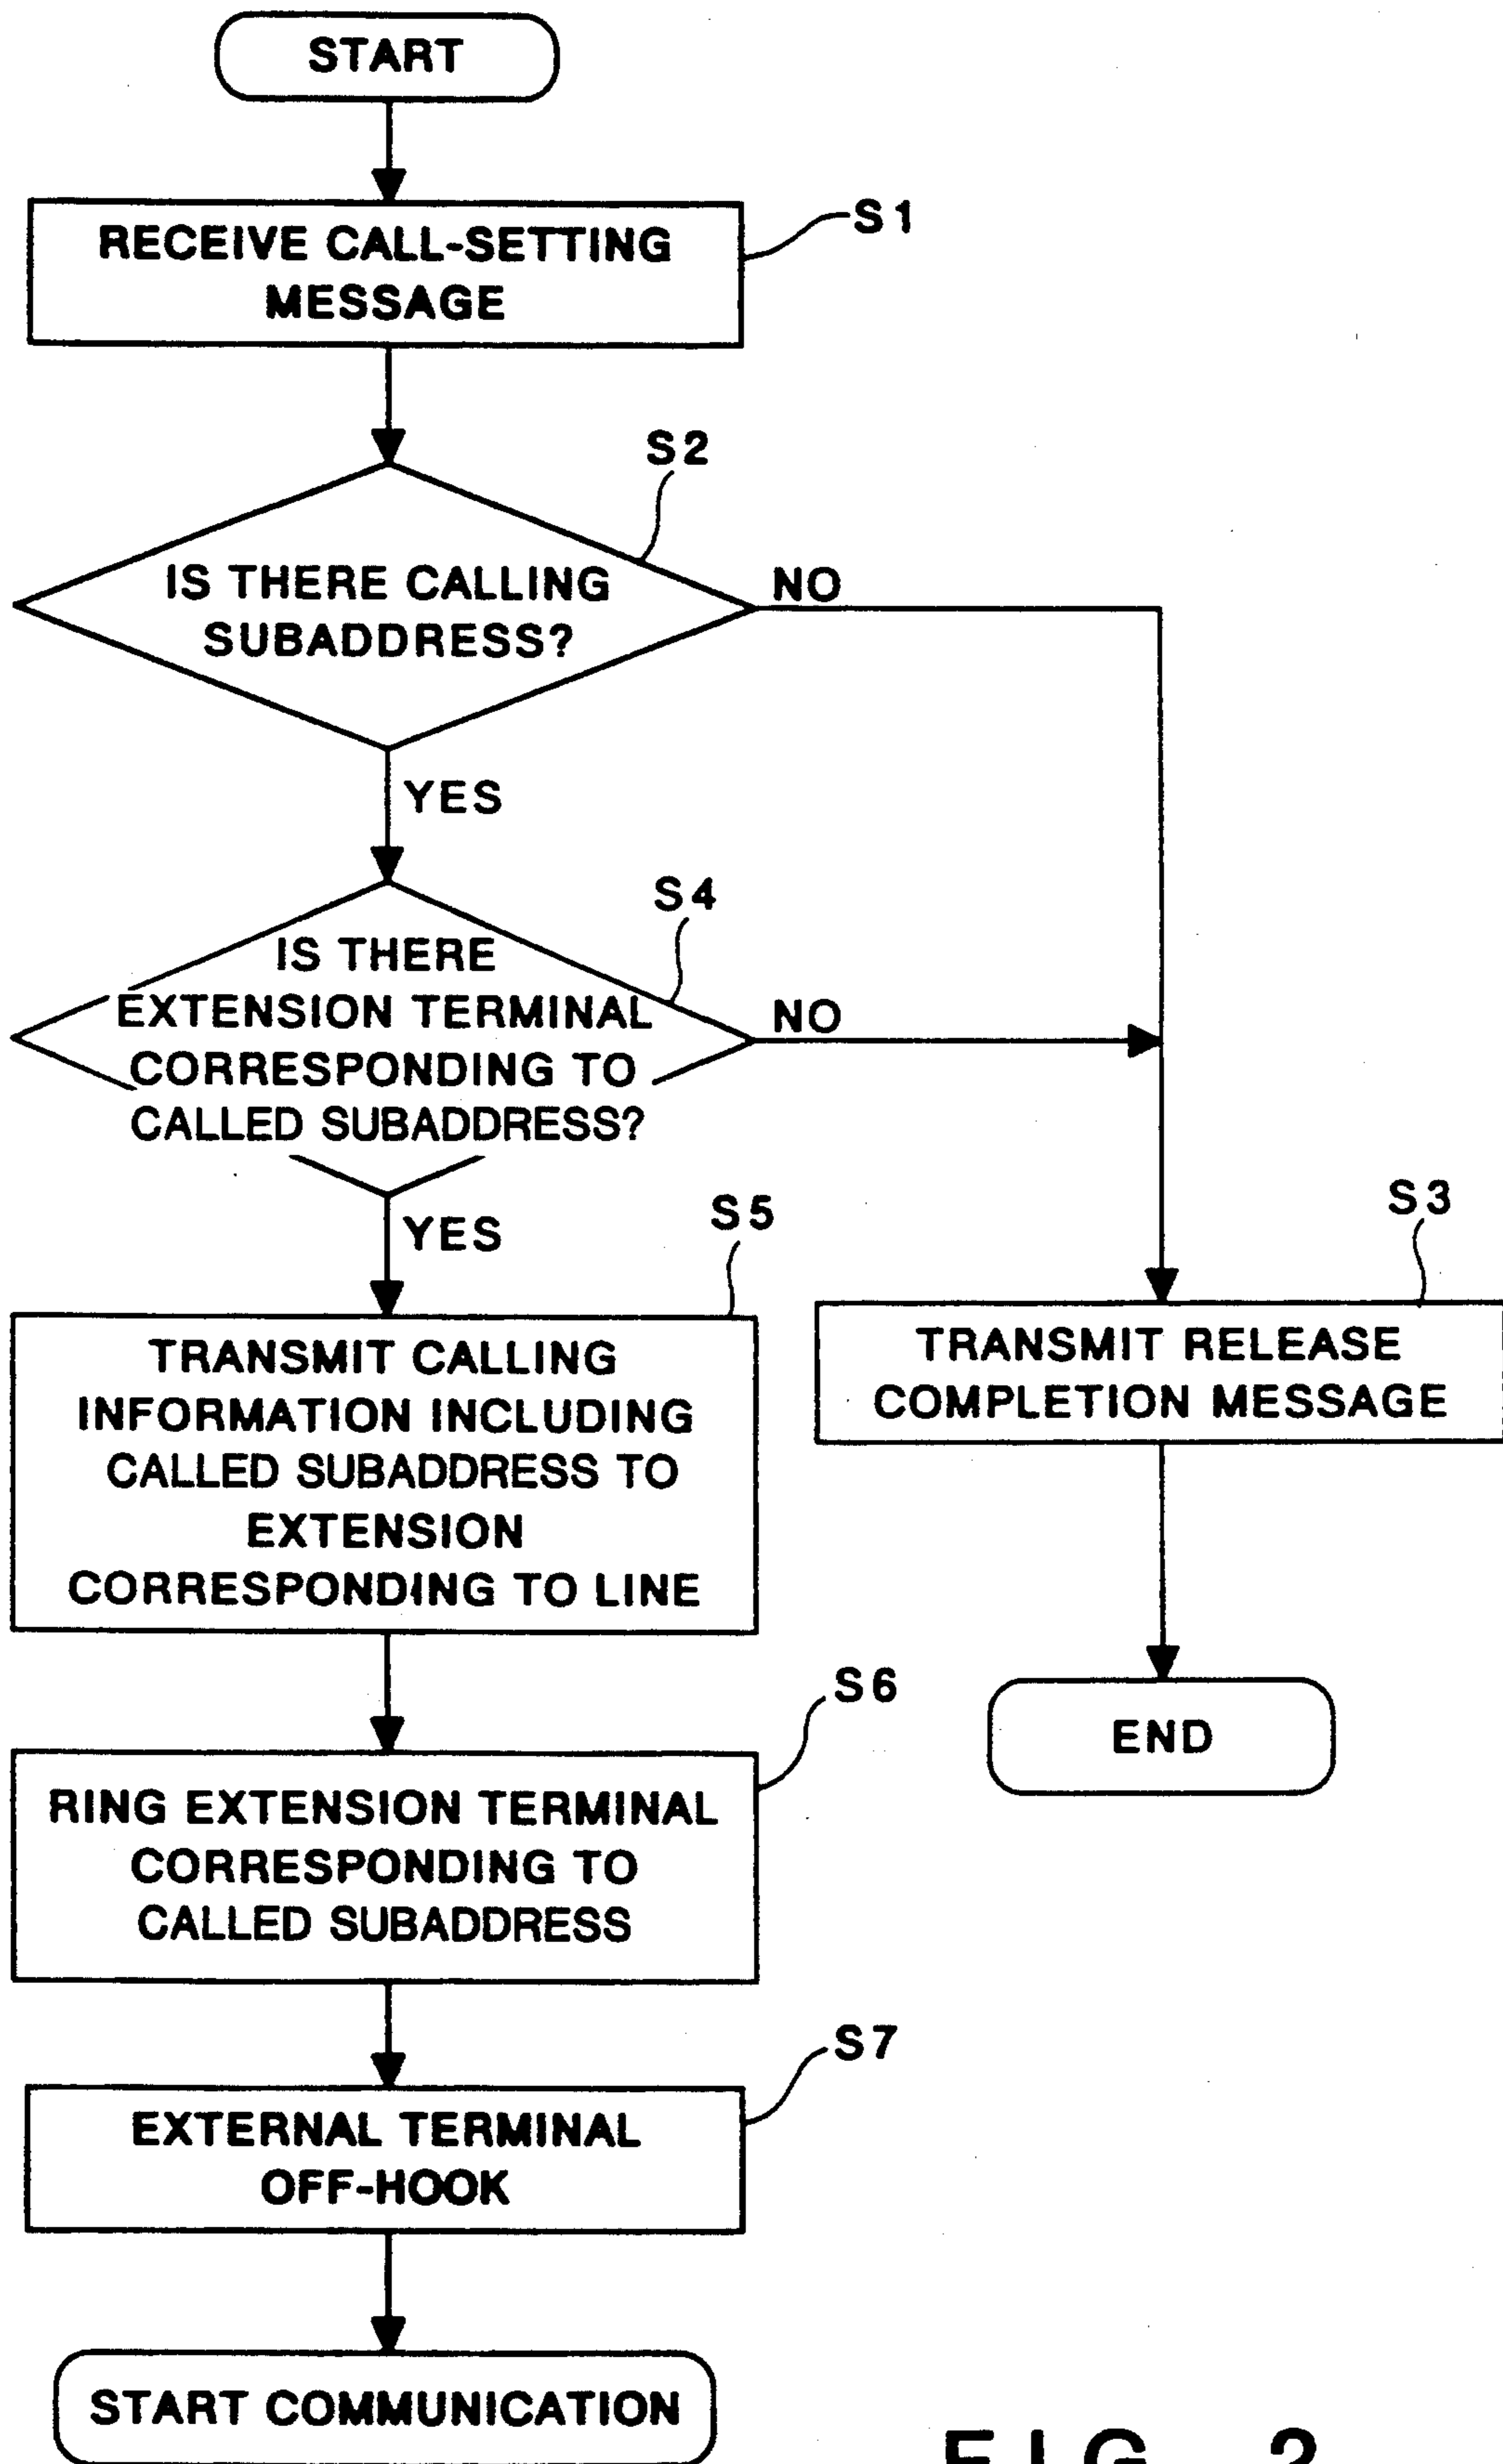 START
RECEIVE CALL-SETTING
MESSAGE
S1
S2
IS THERE CALLING
SUBADDRESS?
NO
YES
S4
IS THERE
EXTENSION TERMINAL
CORRESPONDING TO
CALLED SUBADDRESS?
NO
YES
S5
TRANSMIT CALLING
INFORMATION INCLUDING
CALLED SUBADDRESS TO
EXTENSION
CORRESPONDING TO LINE
S3
TRANSMIT RELEASE
COMPLETION MESSAGE
END
S6
RING EXTENSION TERMINAL
CORRESPONDING TO
CALLED SUBADDRESS
S7
EXTERNAL TERMINAL
OFF-HOOK
START COMMUNICATION
FIG. 2